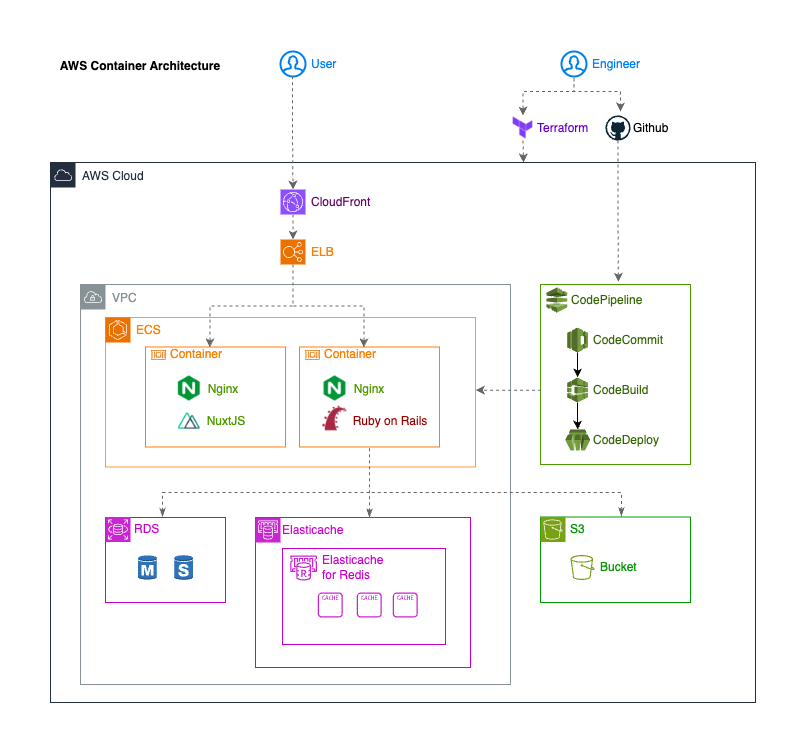 AWS Container Architecture
User
Engineer
Terraform
Github
AWS Cloud
CloudFront
ELB
VPC
CodePipeline
ECS
Container
Container
CodeCommit
Nginx
Nginx
CodeBuild
NuxtJS
Ruby on Rails
CodeDeploy
RDS
Elasticache
S3
M
S
Elasticache
for Redis
R
Bucket
CACHE
CACHE
CACHE